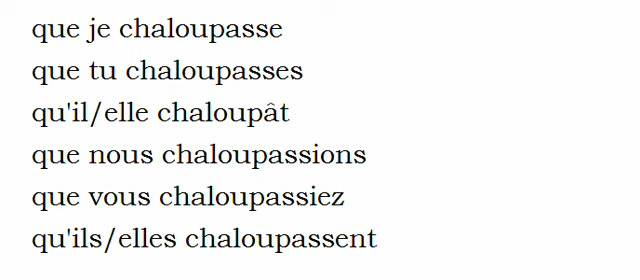 que je chaloupasse
que tu chaloupasses
qu'il/elle chaloupât
que nous chaloupassions
que vous chaloupassiez
qu'ils/elles chaloupassent